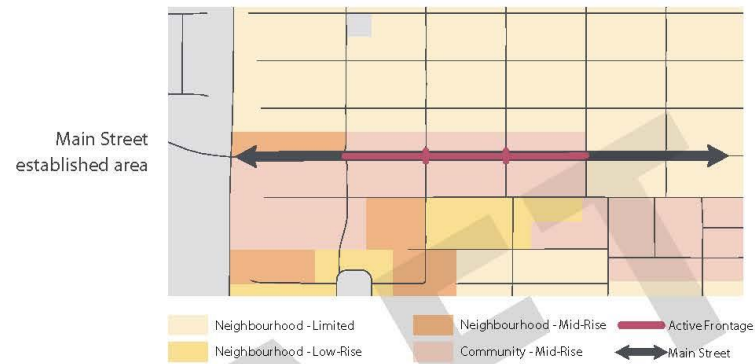 Main Street
established area
Neighbourhood - Limited
Neighbourhood - Mid-Rise
Active Frontage
Neighbourhood - Low-Rise
Community - Mid-Rise
Main Street